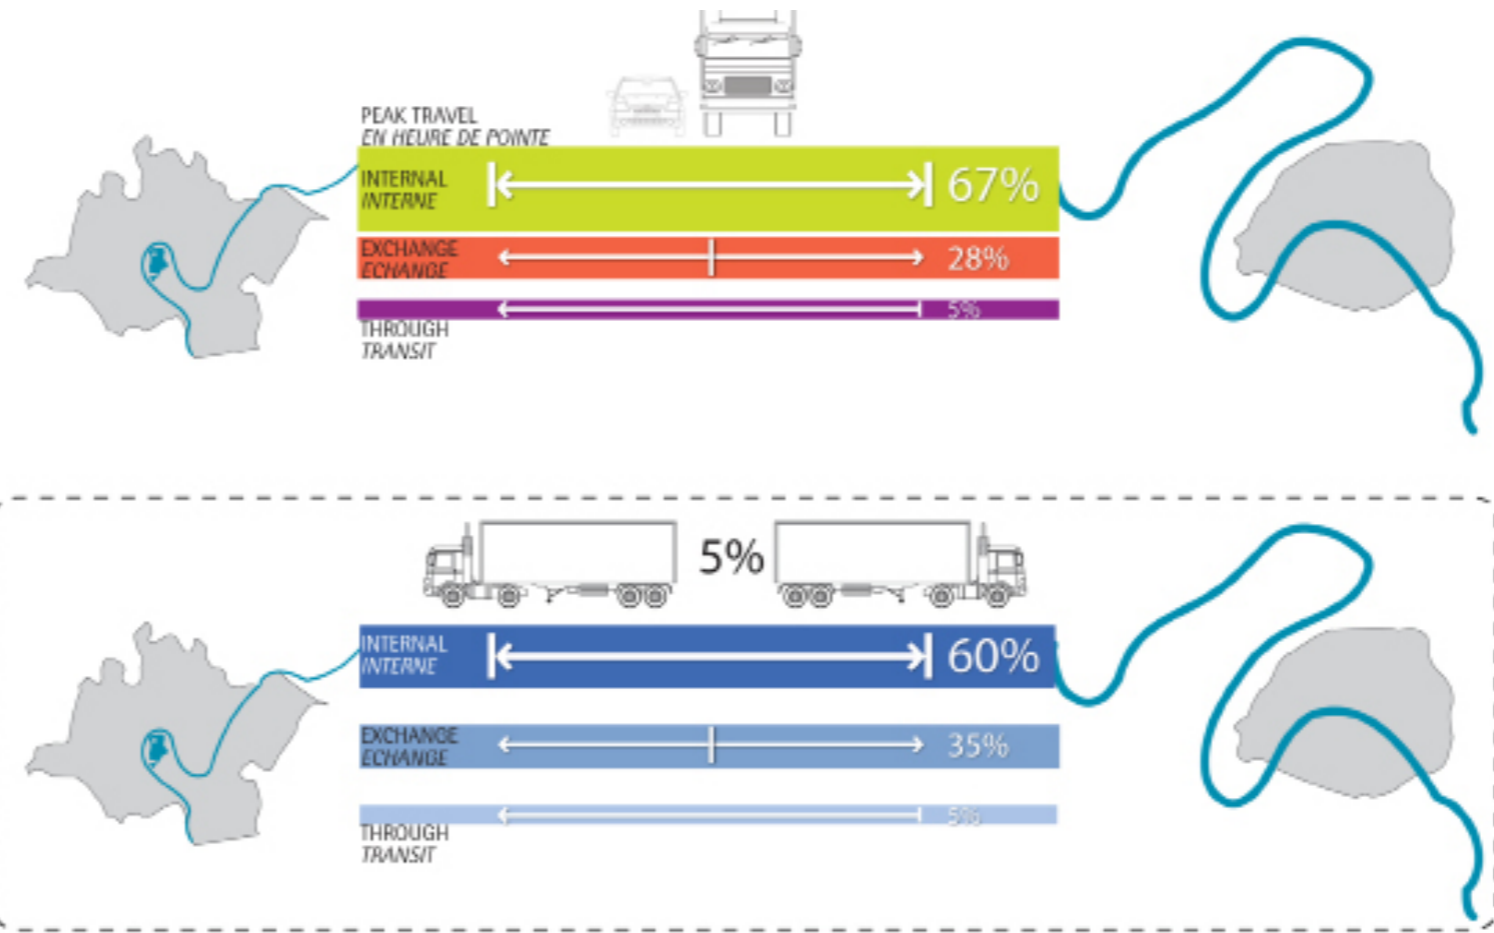 PEAK TRAVEL
EN HEURE DE POINTE
INTERNAL
INTERNE
67%
EXCHANGE
ECHANGE
28%
5%
THROUGH
TRANSIT
5%
INTERNAL
INTERNE
60%
EXCHANGE
ECHANGE
35%
5%
THROUGH
TRANSIT